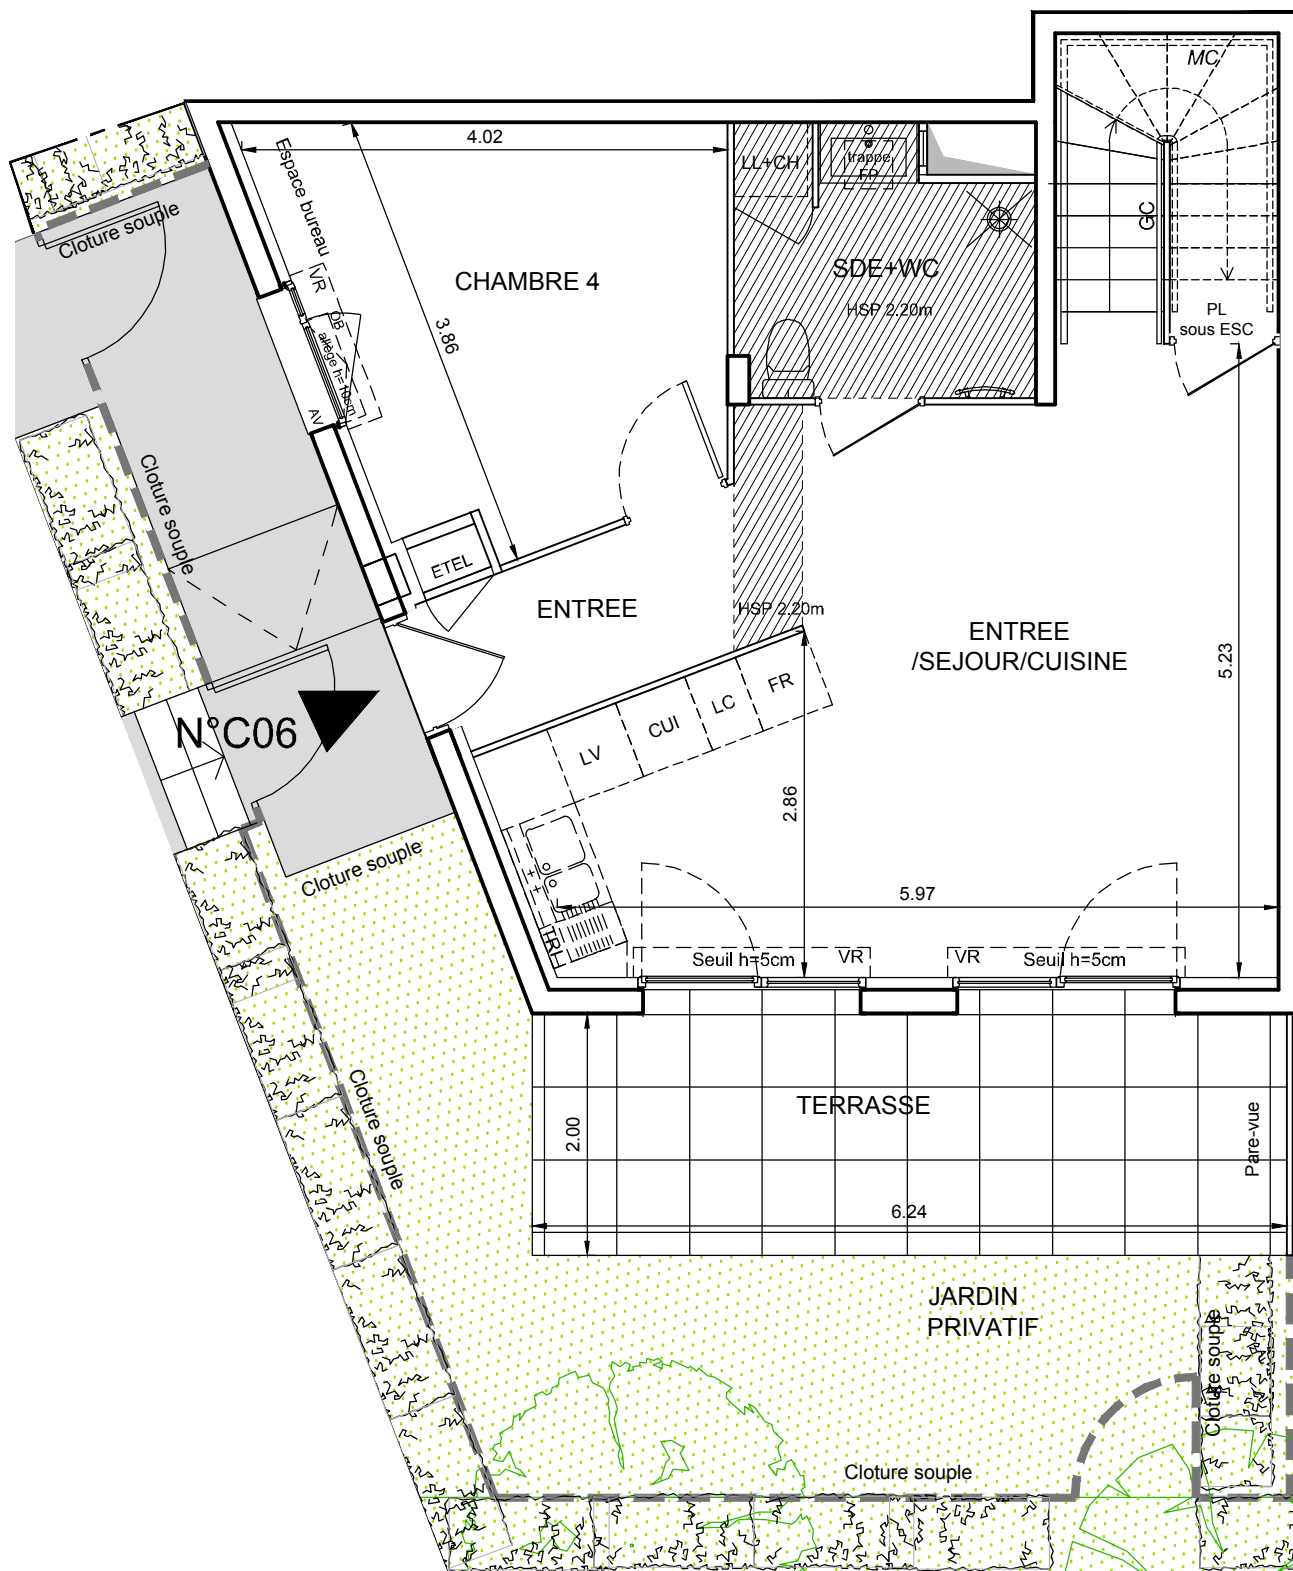 MC
4.02
Espace bureau
LL+CH
trappe
FP
Cloture souple
GC
VR
CHAMBRE 4
SDE+WC
HSP 2.20m
OB
allège h=10cm
3.86
PL
sous ESC
AV
Cloture souple
ETEL
ENTREE
HSP 2.20m
ENTREE
/SEJOUR/CUISINE
5.23
N°C06
FR
LC
CUI
LV
2.86
Cloture souple
5.97
TRI
Seuil h=5cm
VR
VR
Seuil h=5cm
Cloture souple
TERRASSE
2.00
Pare-vue
6.24
JARDIN
PRIVATIF
Cloture souple
Cloture souple